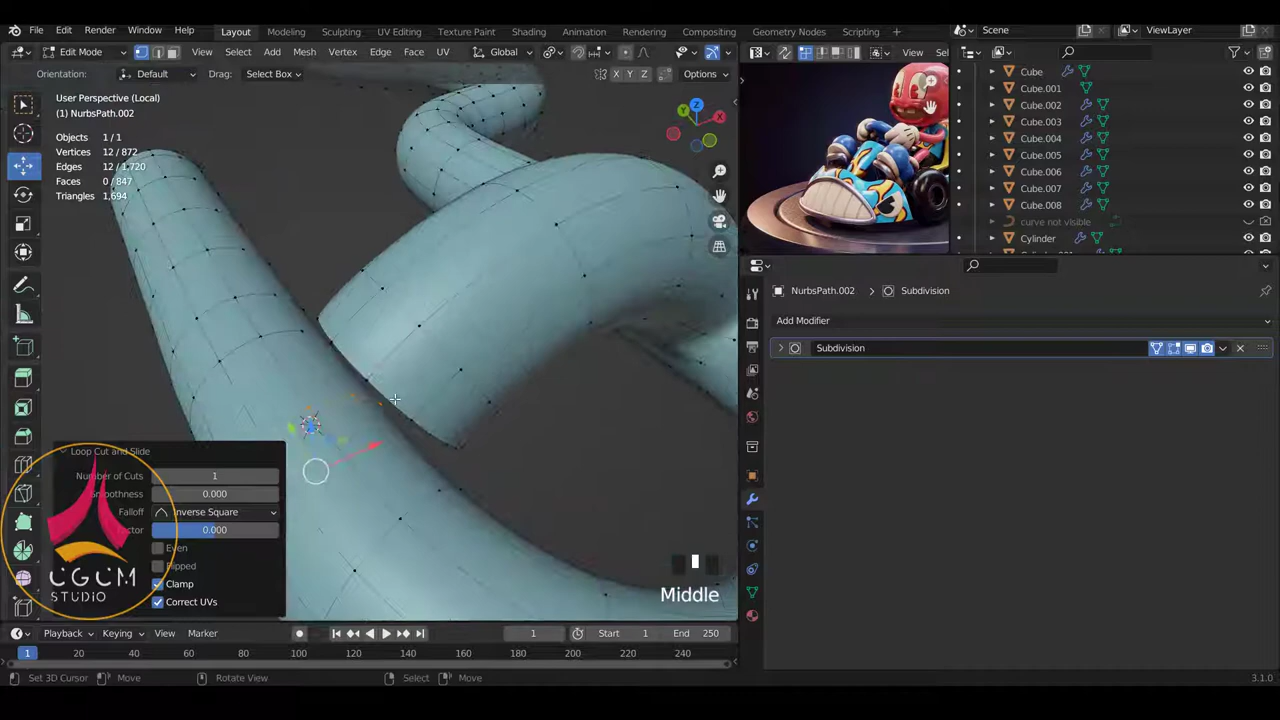 File Edit Render Window Help Layout Modeling Sculpting UV Editing Texture Paint Shading Animation Rendering Compositing Geometry Nodes Scripting Scene ViewLayer
Edit Mode View Select Add Mesh Vertex Edge Face UV Global View
Orientation: Default Drag: Select Box X Y Z Options
User Perspective (Local)
(1) NurbsPath.002
Objects 1/1
Vertices 12/872
Edges 12/1,720
Faces 0/847
Triangles 1,694
Z
Y
X
Cube
Cube.001
Cube.002
Cube.003
Cube.004
Cube.005
Cube.006
Cube.007
Cube.008
curve not visible
Cylinder
NurbsPath.002 Subdivision
Add Modifier
Subdivision
Loop Cut and Slide
Number of Cuts 1
Smoothness 0.000
Falloff Inverse Square
Factor 0.000
Even
Flipped
Clamp
Correct UVs
CGCM
STUDIO
Middle
Playback Keying View Marker 1 Start 1 End 250
1 20 40 60 80 100 120 140 160 180 200 220 240
Set 3D Cursor Move Rotate View Select Move 3.1.0